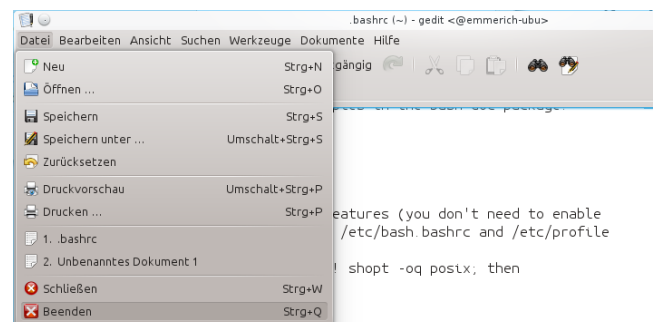 .bashrc (~) - gedit <@emmerich-ubu>
Datei Bearbeiten Ansicht Suchen Werkzeuge Dokumente Hilfe
Neu Strg+N
gängig
Öffnen ... Strg+O
Speichern Strg+S
Speichern unter ... Umschalt+Strg+S
Zurücksetzen
Druckvorschau Umschalt+Strg+P
Drucken ... Strg+P
eatures (you don't need to enable
1. .bashrc
/etc/bash.bashrc and /etc/profile
2. Unbenanntes Dokument 1
! shopt -oq posix; then
Schließen Strg+W
Beenden Strg+Q